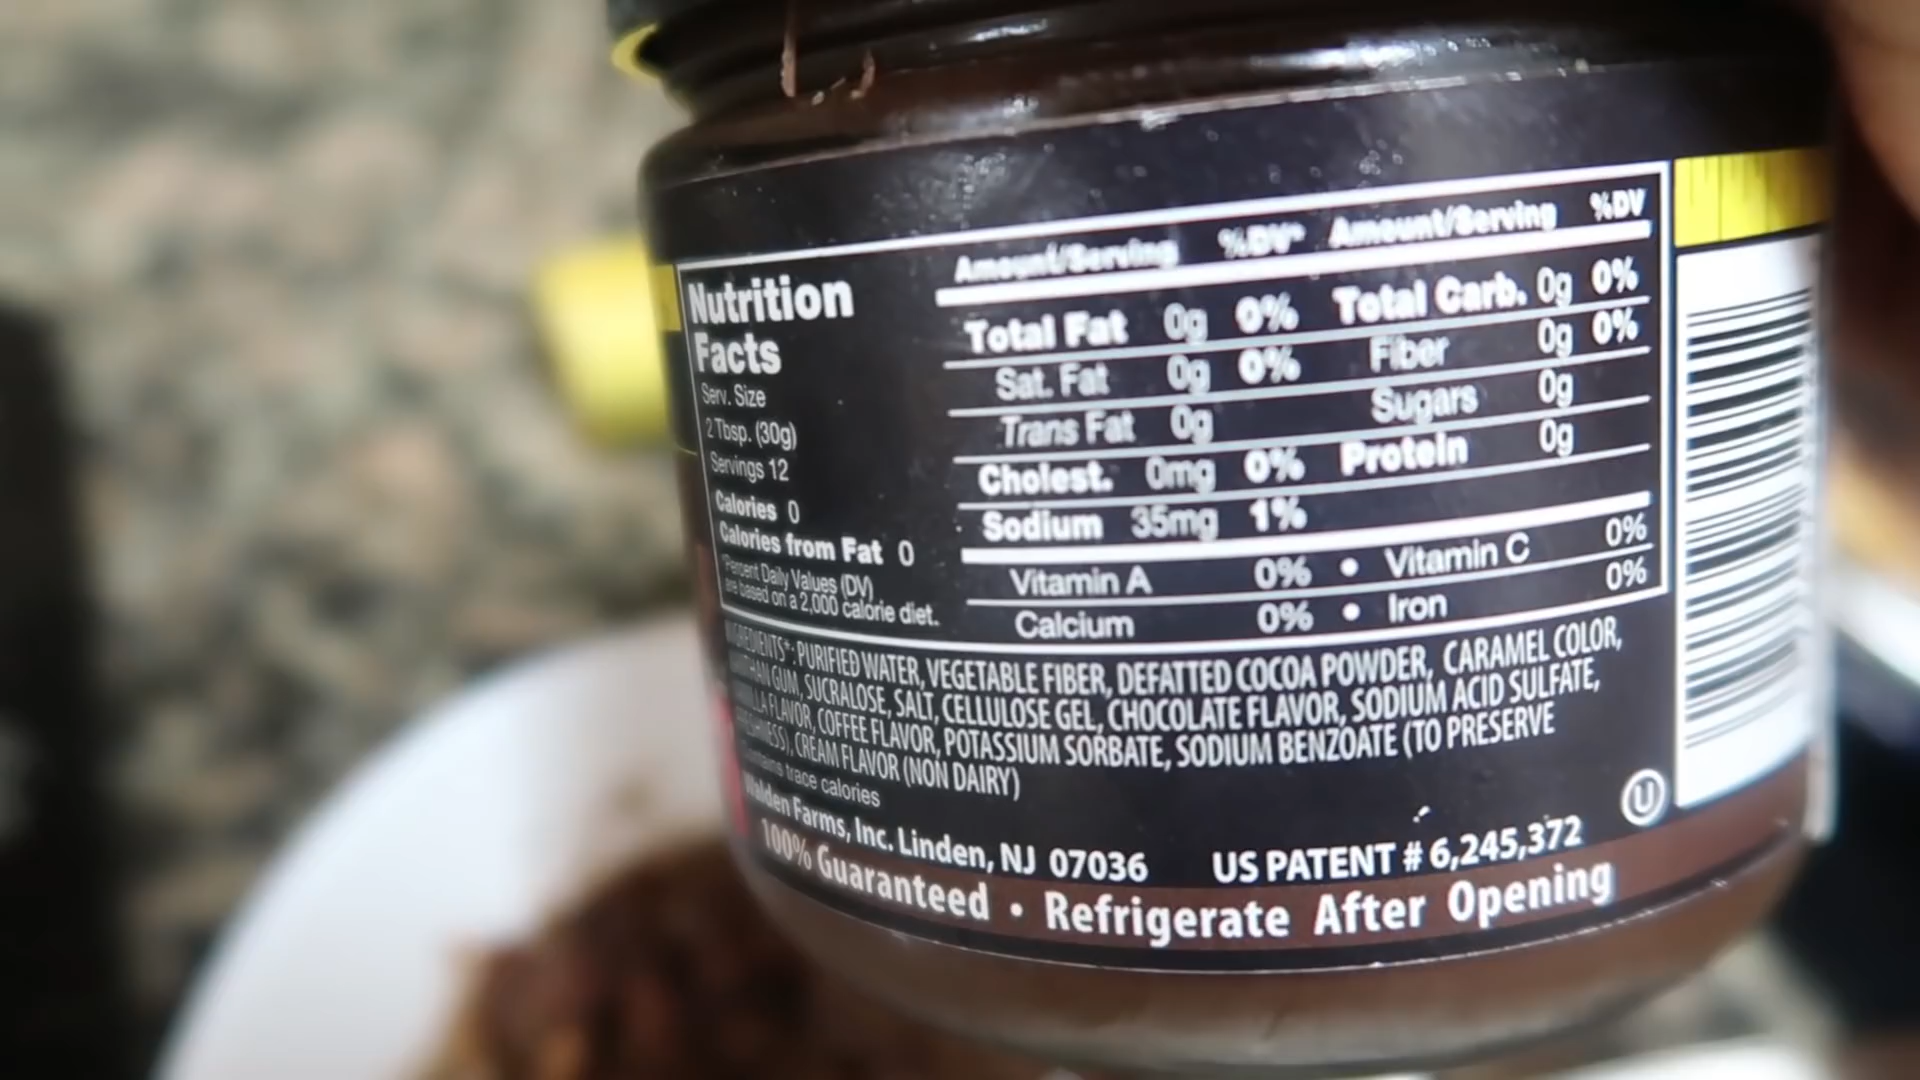 Nutrition
Facts
Serv. Size
2 Tbsp. (30g)
Servings 12
Calories 0
Calories from Fat 0
*Percent Daily Values (DV)
are based on a 2,000 calorie diet.
Amount/Serving %DV* Amount/Serving %DV
Total Fat 0g 0% Total Carb. 0g 0%
Sat. Fat 0g 0% Fiber 0g 0%
Trans Fat 0g Sugars 0g
Cholest. 0mg 0% Protein 0g
Sodium 35mg 1%
Vitamin A 0% • Vitamin C 0%
Calcium 0% • Iron 0%
INGREDIENTS*: PURIFIED WATER, VEGETABLE FIBER, DEFATTED COCOA POWDER, CARAMEL COLOR,
XANTHAN GUM, SUCRALOSE, SALT, CELLULOSE GEL, CHOCOLATE FLAVOR, SODIUM ACID SULFATE,
VANILLA FLAVOR, COFFEE FLAVOR, POTASSIUM SORBATE, SODIUM BENZOATE (TO PRESERVE
FRESHNESS), CREAM FLAVOR (NON DAIRY)
*Contains trace calories
Walden Farms, Inc. Linden, NJ 07036 US PATENT # 6,245,372
U
100% Guaranteed • Refrigerate After Opening